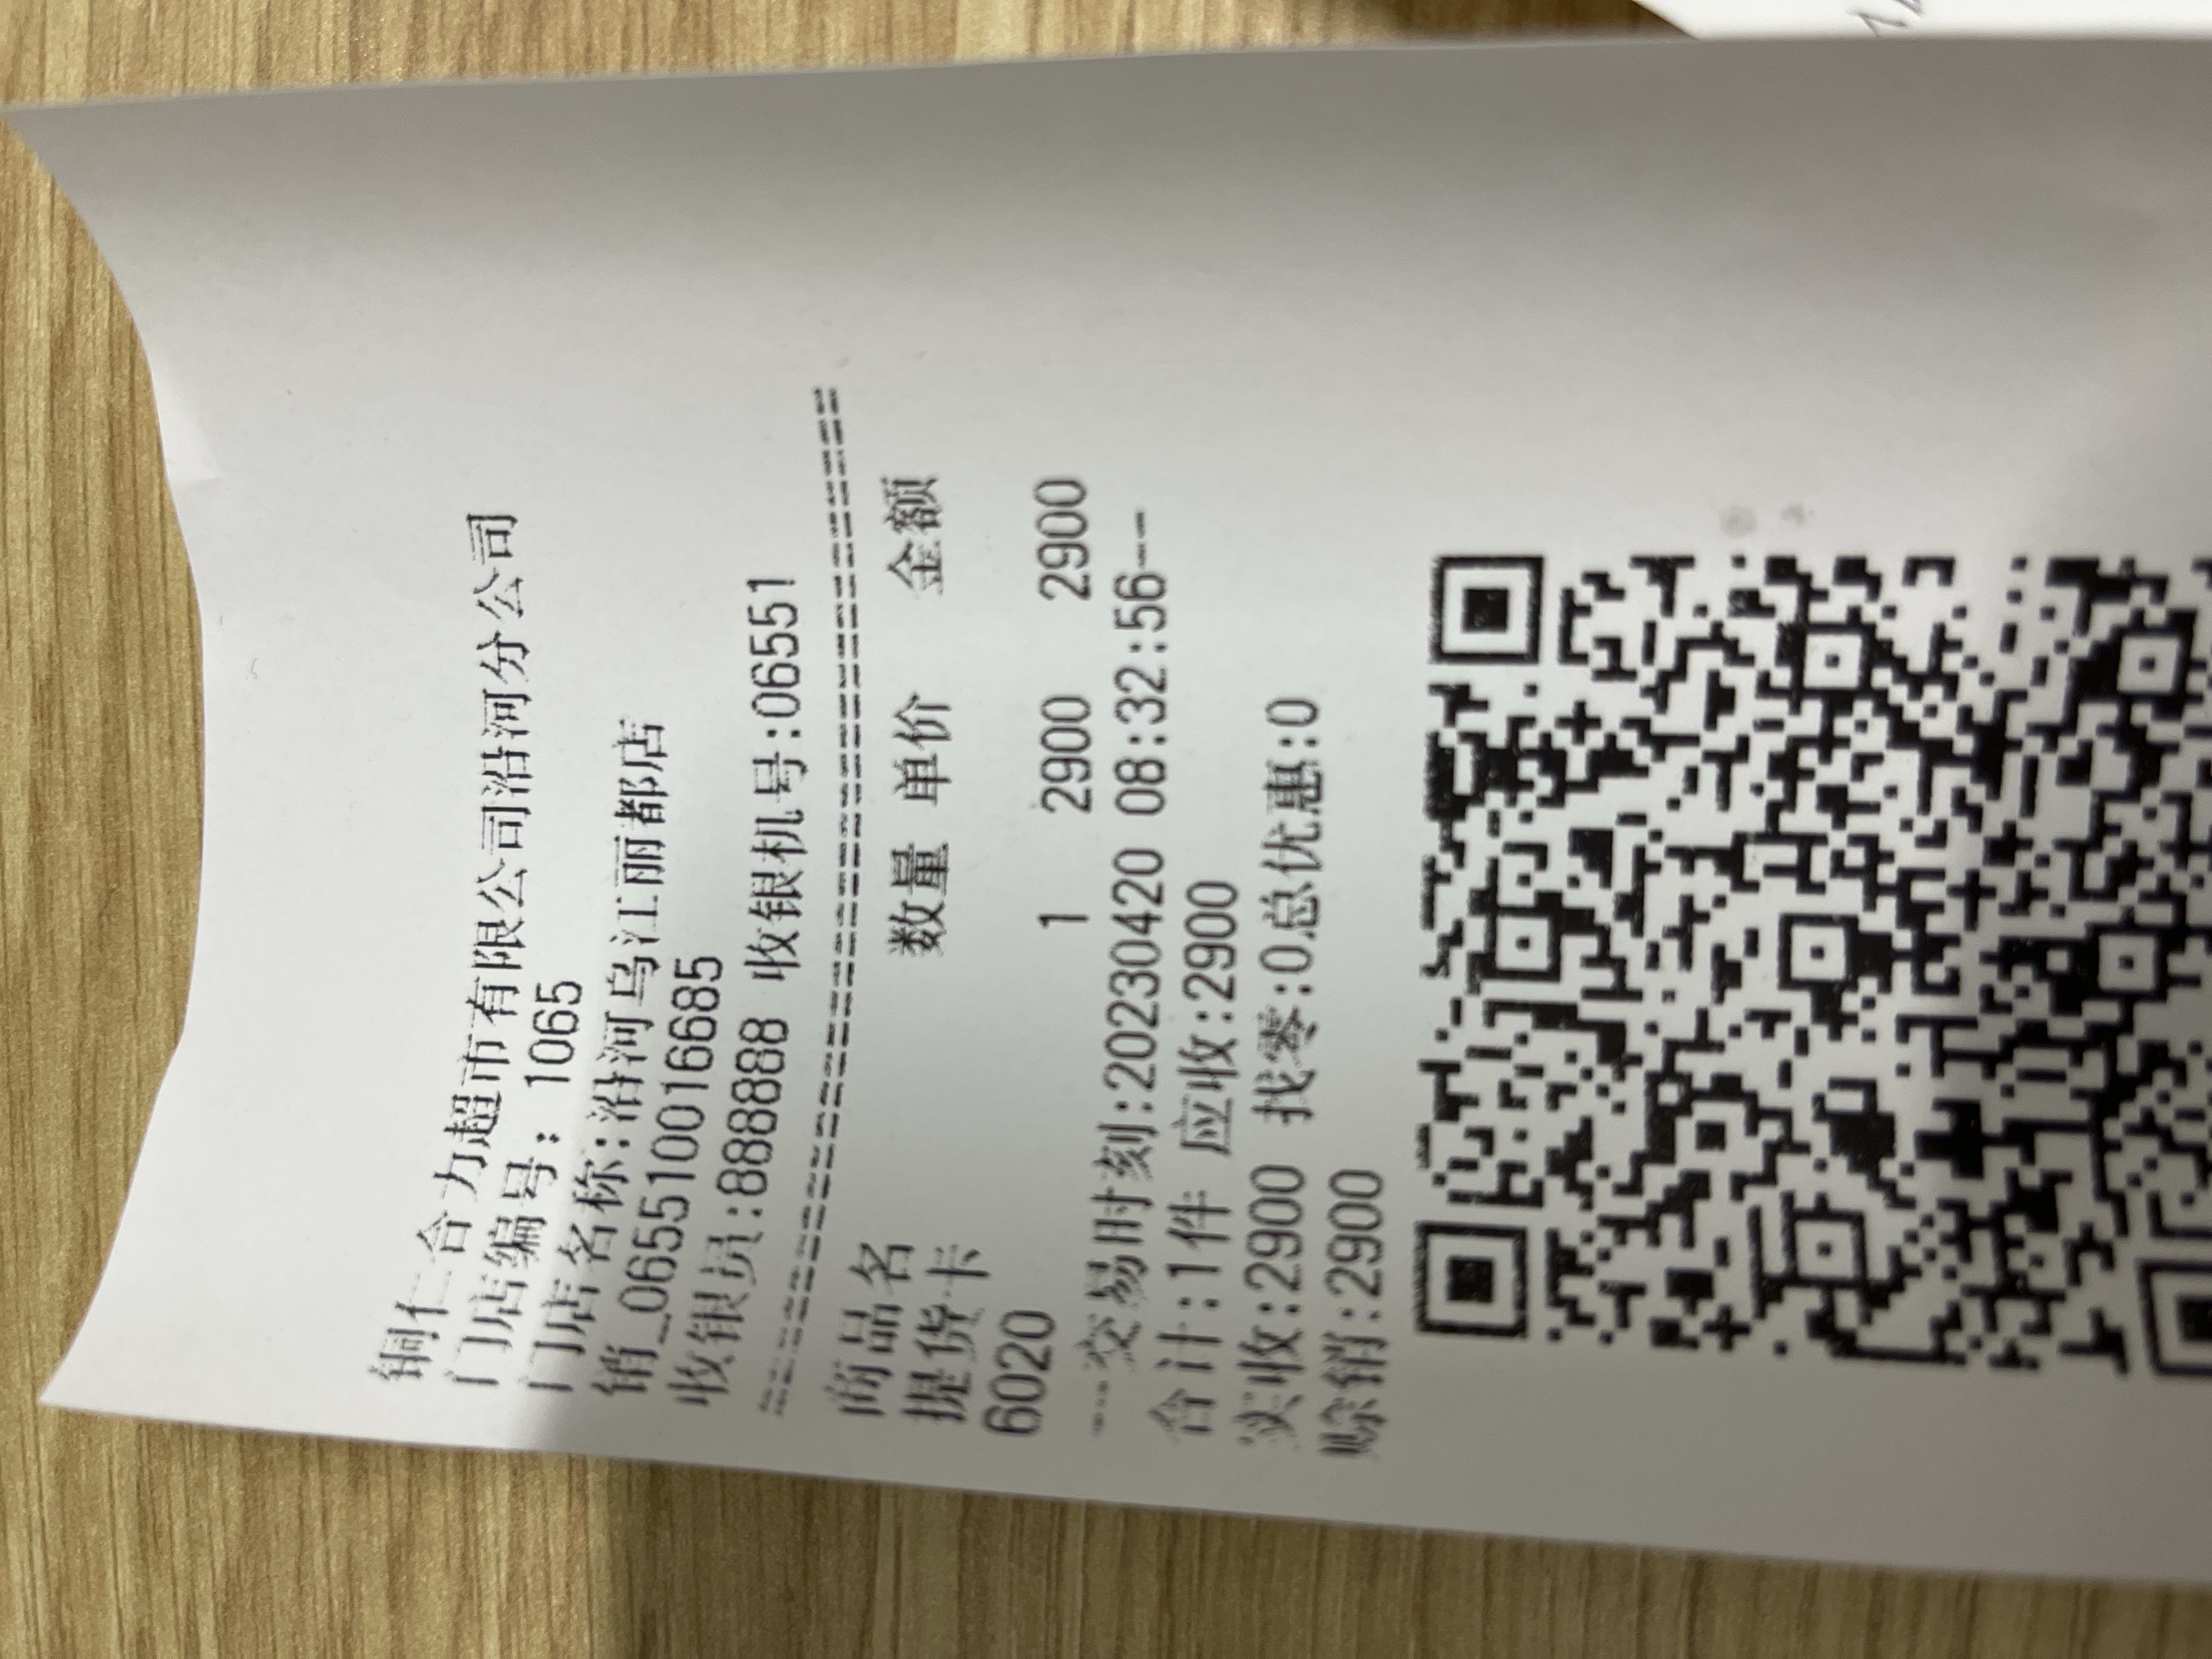 铜仁合力超市有限公司沿河分公司
门店编号: 1065
门店名称:沿河乌江丽都店
销_065510016685
收银员:888888 收银机号:06551
================================
商品名 数量 单价 金额
提货卡
6020 1 2900 2900
---交易时刻:20230420 08:32:56--
合计:1件 应收:2900
实收:2900 找零:0总优惠:0
赊销:2900